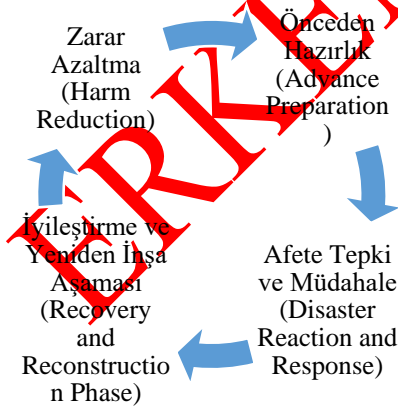 Zarar
Azaltma
(Harm
Reduction)
Önceden
Hazırlık
(Advance
Preparation
)
Afete Tepki
ve Müdahale
(Disaster
Reaction and
Response)
İyileştirme ve
Yeniden İnşa
Aşaması
(Recovery
and
Reconstructio
n Phase)